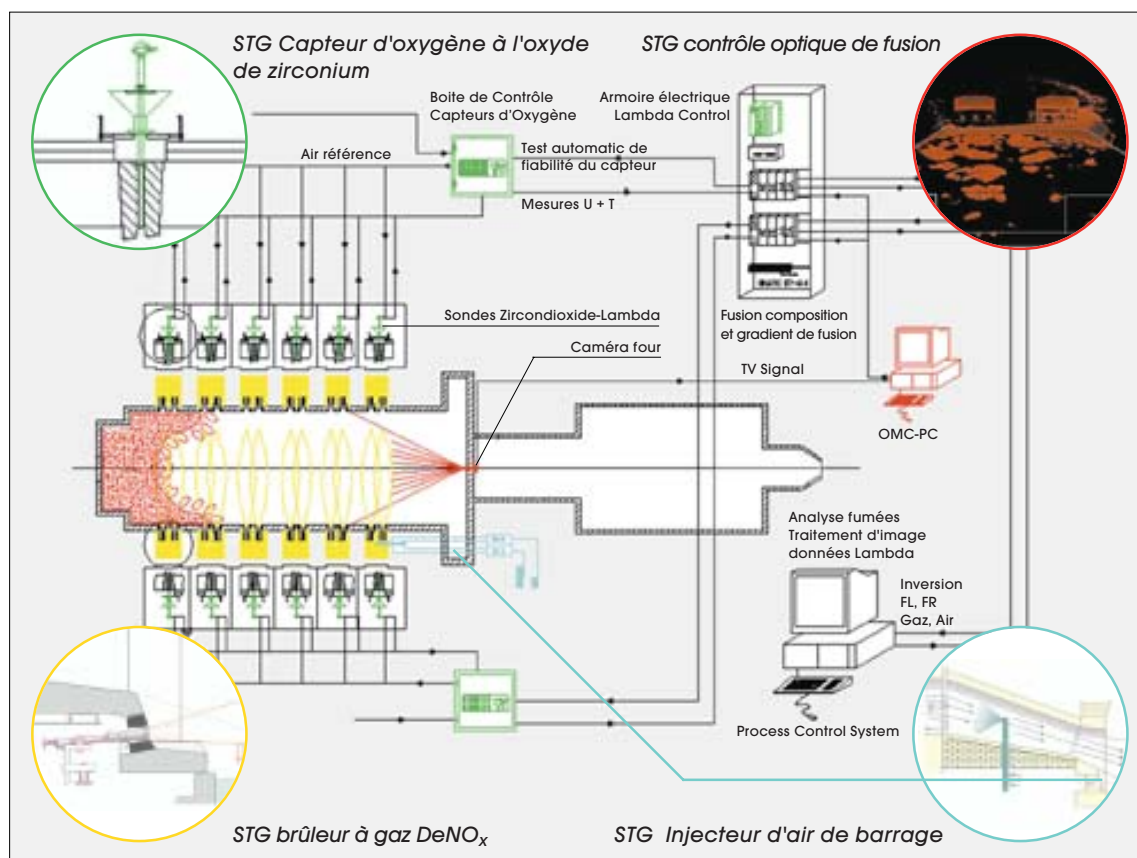 STG Capteur d'oxygène à l'oxyde
de zirconium
STG contrôle optique de fusion
Boite de Contrôle
Capteurs d'Oxygène
Armoire électrique
Lambda Control
Air référence
Test automatic de
fiabilité du capteur
Mesures U + T
Sondes Zircondioxide-Lambda
Fusion composition
et gradient de fusion
Caméra four
TV Signal
OMC-PC
Analyse fumées
Traitement d'image
données Lambda
Inversion
FL, FR
Gaz, Air
Process Control System
STG brûleur à gaz DeNOx
STG Injecteur d'air de barrage